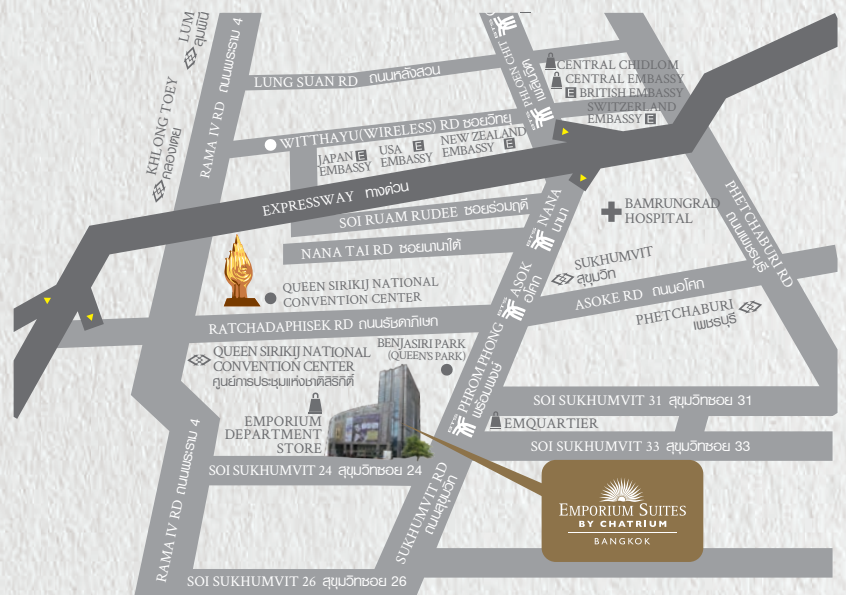 LUM
ลุมพินี
KHLONG TOEY
คลองเตย
RAMA IV RD ถนนพระราม 4
LUNG SUAN RD ถนนหลังสวน
PHLOEN CHIT
เพลินจิต
CENTRAL CHIDLOM
CENTRAL EMBASSY
E BRITISH EMBASSY
SWITZERLAND
EMBASSY E
WITTHAYU(WIRELESS) RD ซอยวิทยุ
JAPAN E
EMBASSY
USA E
EMBASSY
NEW ZEALAND
EMBASSY E
EXPRESSWAY ทางด่วน
SOI RUAM RUDEE ซอยร่วมฤดี
NANA TAI RD ซอยนานาใต้
NANA
นานา
BAMRUNGRAD
HOSPITAL
PHETCHABURI RD
ถนนเพชรบุรี
QUEEN SIRIKIJ NATIONAL
CONVENTION CENTER
ASOK
อโศก
SUKHUMVIT
สุขุมวิท
ASOKE RD ถนนอโศก
PHETCHABURI
เพชรบุรี
RATCHADAPHISEK RD ถนนรัชดาภิเษก
QUEEN SIRIKIJ NATIONAL
CONVENTION CENTER
ศูนย์การประชุมแห่งชาติสิริกิติ์
BENJASIRI PARK
(QUEEN'S PARK)
PHROM PHONG
พร้อมพงษ์
SOI SUKHUMVIT 31 สุขุมวิทซอย 31
EMPORIUM
DEPARTMENT
STORE
EMQUARTIER
SOI SUKHUMVIT 33 สุขุมวิทซอย 33
SOI SUKHUMVIT 24 สุขุมวิทซอย 24
RAMA IV RD ถนนพระราม 4
SUKHUMVIT RD
ถนนสุขุมวิท
EMPORIUM SUITES
BY CHATRIUM
BANGKOK
SOI SUKHUMVIT 26 สุขุมวิทซอย 26